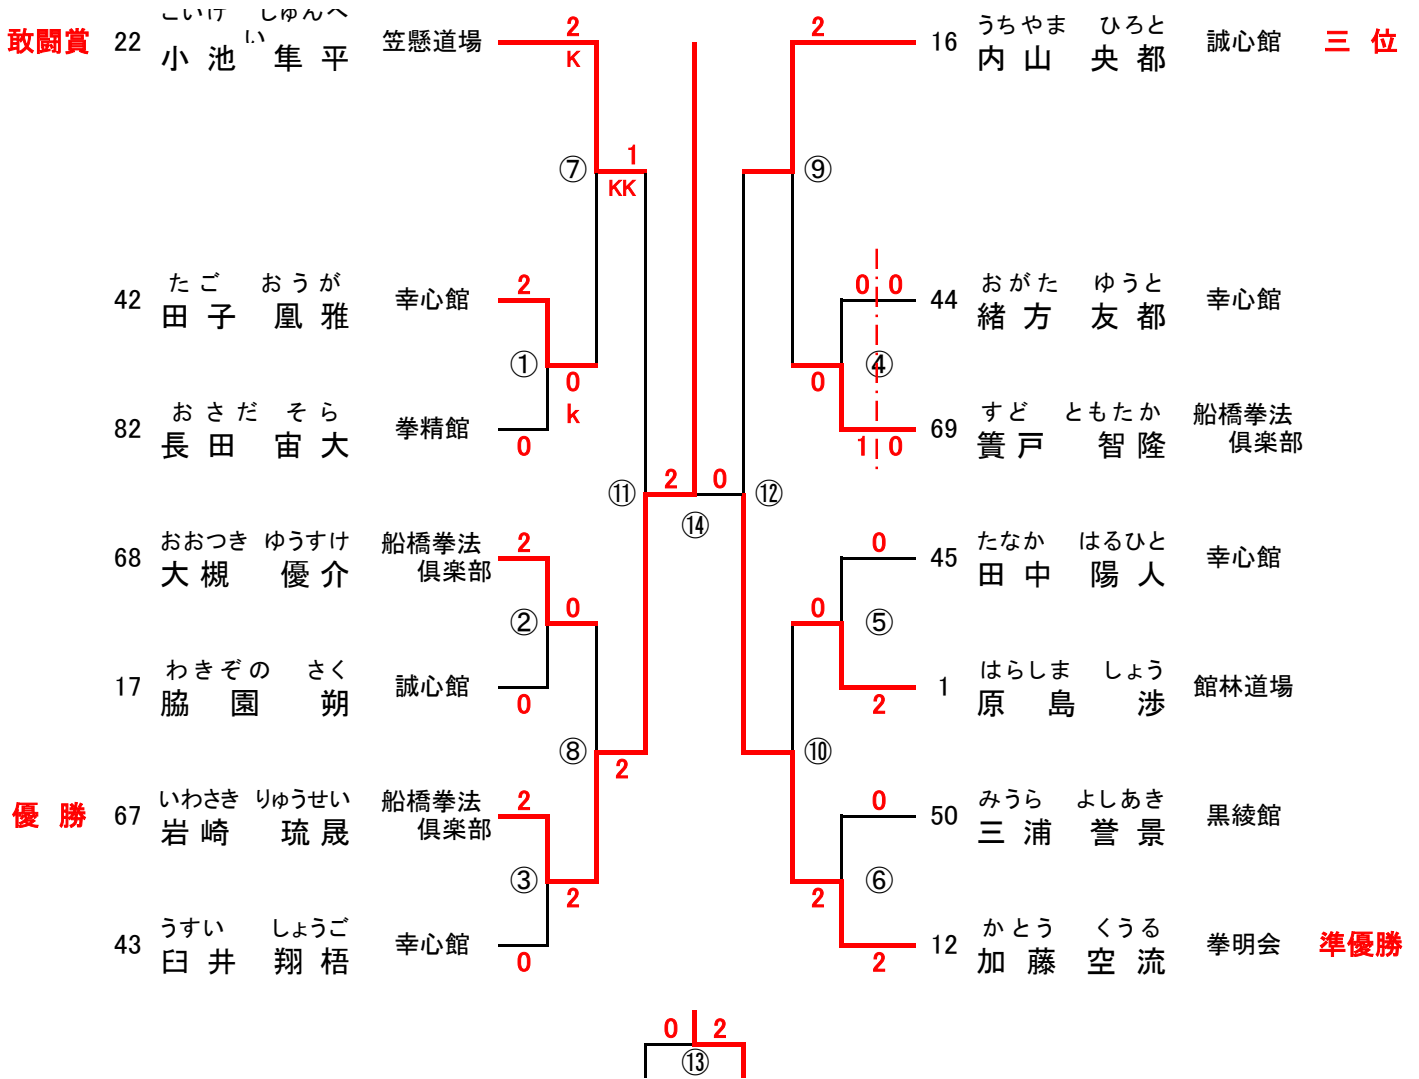 敢闘賞 22 こいけ しゅんぺい 小池 隼平 笠懸道場 2 K
2 16 うちやま ひろと 内山 央都 誠心館 三位
⑦ 1 KK
⑨
42 たご おうが 田子 凰雅 幸心館 2
0 0 44 おがた ゆうと 緒方 友都 幸心館
① 0 k
0 ④
82 おさだ そら 長田 宙大 拳精館 0
1 0 69 すど ともたか 簀戸 智隆 船橋拳法倶楽部
⑪ 2 0 ⑫
⑭
68 おおつき ゆうすけ 大槻 優介 船橋拳法倶楽部 2
0 45 たなか はるひと 田中 陽人 幸心館
② 0
0 ⑤
17 わきぞの さく 脇園 朔 誠心館 0
2 1 はらしま しょう 原島 渉 館林道場
⑧ 2
⑩
優勝 67 いわさき りゅうせい 岩崎 琉晟 船橋拳法倶楽部 2
0 50 みうら よしあき 三浦 誉景 黒綾館
③ 2
2 ⑥
43 うすい しょうご 臼井 翔梧 幸心館 0
2 12 かとう くうる 加藤 空流 拳明会 準優勝
0 2
⑬